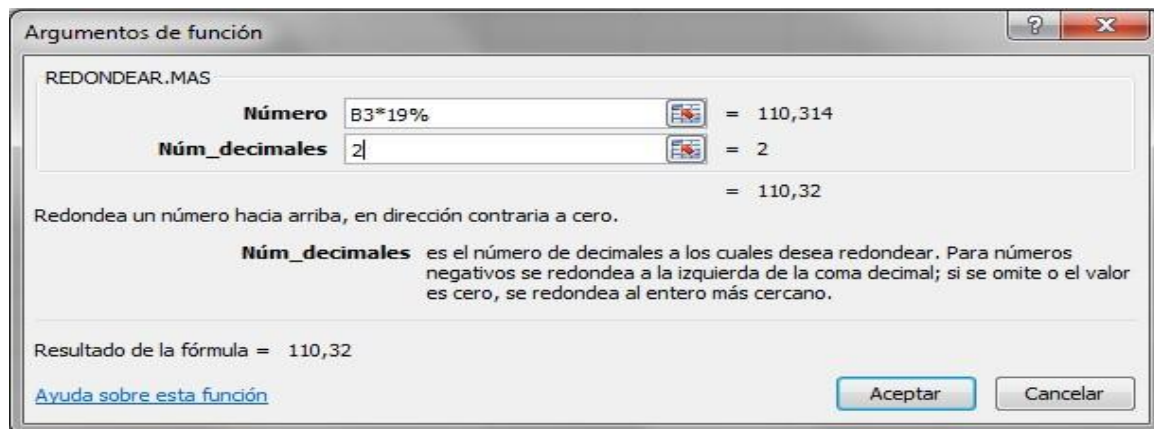 Argumentos de función
REDONDEAR.MAS
Número B3*19% = 110,314
Núm_decimales 2 = 2
= 110,32
Redondea un número hacia arriba, en dirección contraria a cero.
Núm_decimales es el número de decimales a los cuales desea redondear. Para números
negativos se redondea a la izquierda de la coma decimal; si se omite o el valor
es cero, se redondea al entero más cercano.
Resultado de la fórmula = 110,32
Ayuda sobre esta función Aceptar Cancelar